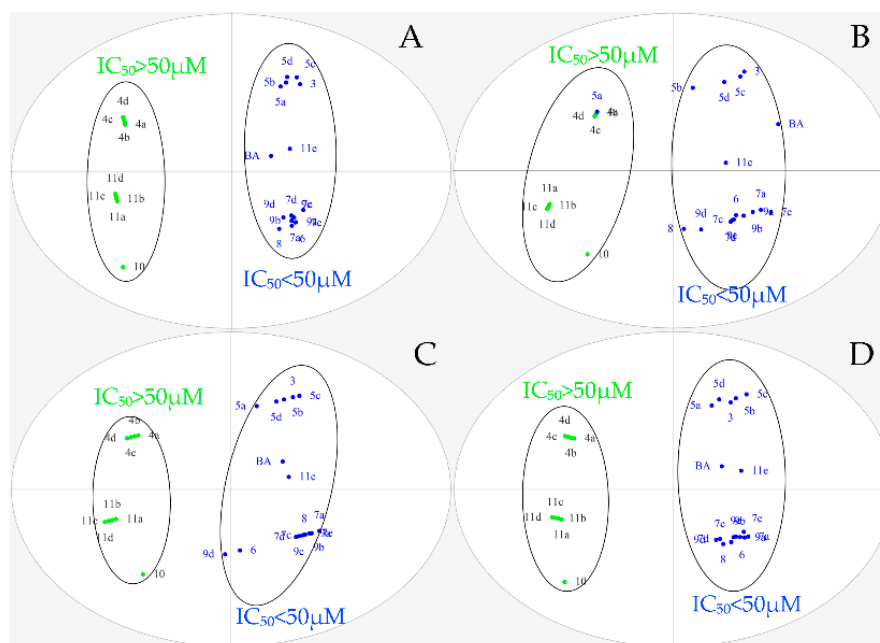 A
IC50>50μM
5d 5c
5b 3
5a
4d
4c 4a
4b
BA 11e
11d
11c 11b
11a
9d 7d
9b
8 7a 6
10
IC50<50μM
B
IC50>50μM
3
5b 5d 5c
5a
4d
4c
BA
11e
11a
11c 11b
11d
6 7a
9d 7c 7c
8 9b
10
IC50<50μM
C
IC50>50μM
3
5a 5c
5d 5b
4b
4d 4a
4c
BA
11e
11b
11c 11a
11d
8 7a
7d 7c
9d 6 9c 9b
10
IC50<50μM
D
IC50>50μM
5d
5a 5c
3 5b
4d
4c 4a
4b
BA 11e
11c
11d 11b
11a
7c
8 6
10
IC50<50μM